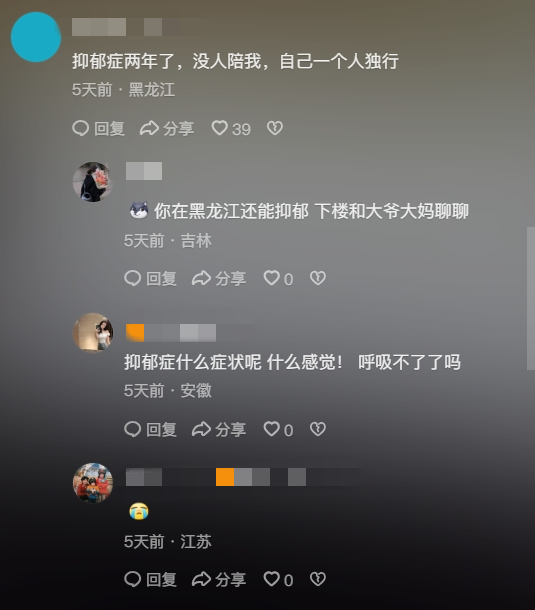 抑郁症两年了，没人陪我，自己一个人独行
5天前 · 黑龙江
回复 分享 39
你在黑龙江还能抑郁 下楼和大爷大妈聊聊
5天前 · 吉林
回复 分享 0
抑郁症什么症状呢 什么感觉！ 呼吸不了了吗
5天前 · 安徽
回复 分享 0
5天前 · 江苏
回复 分享 0